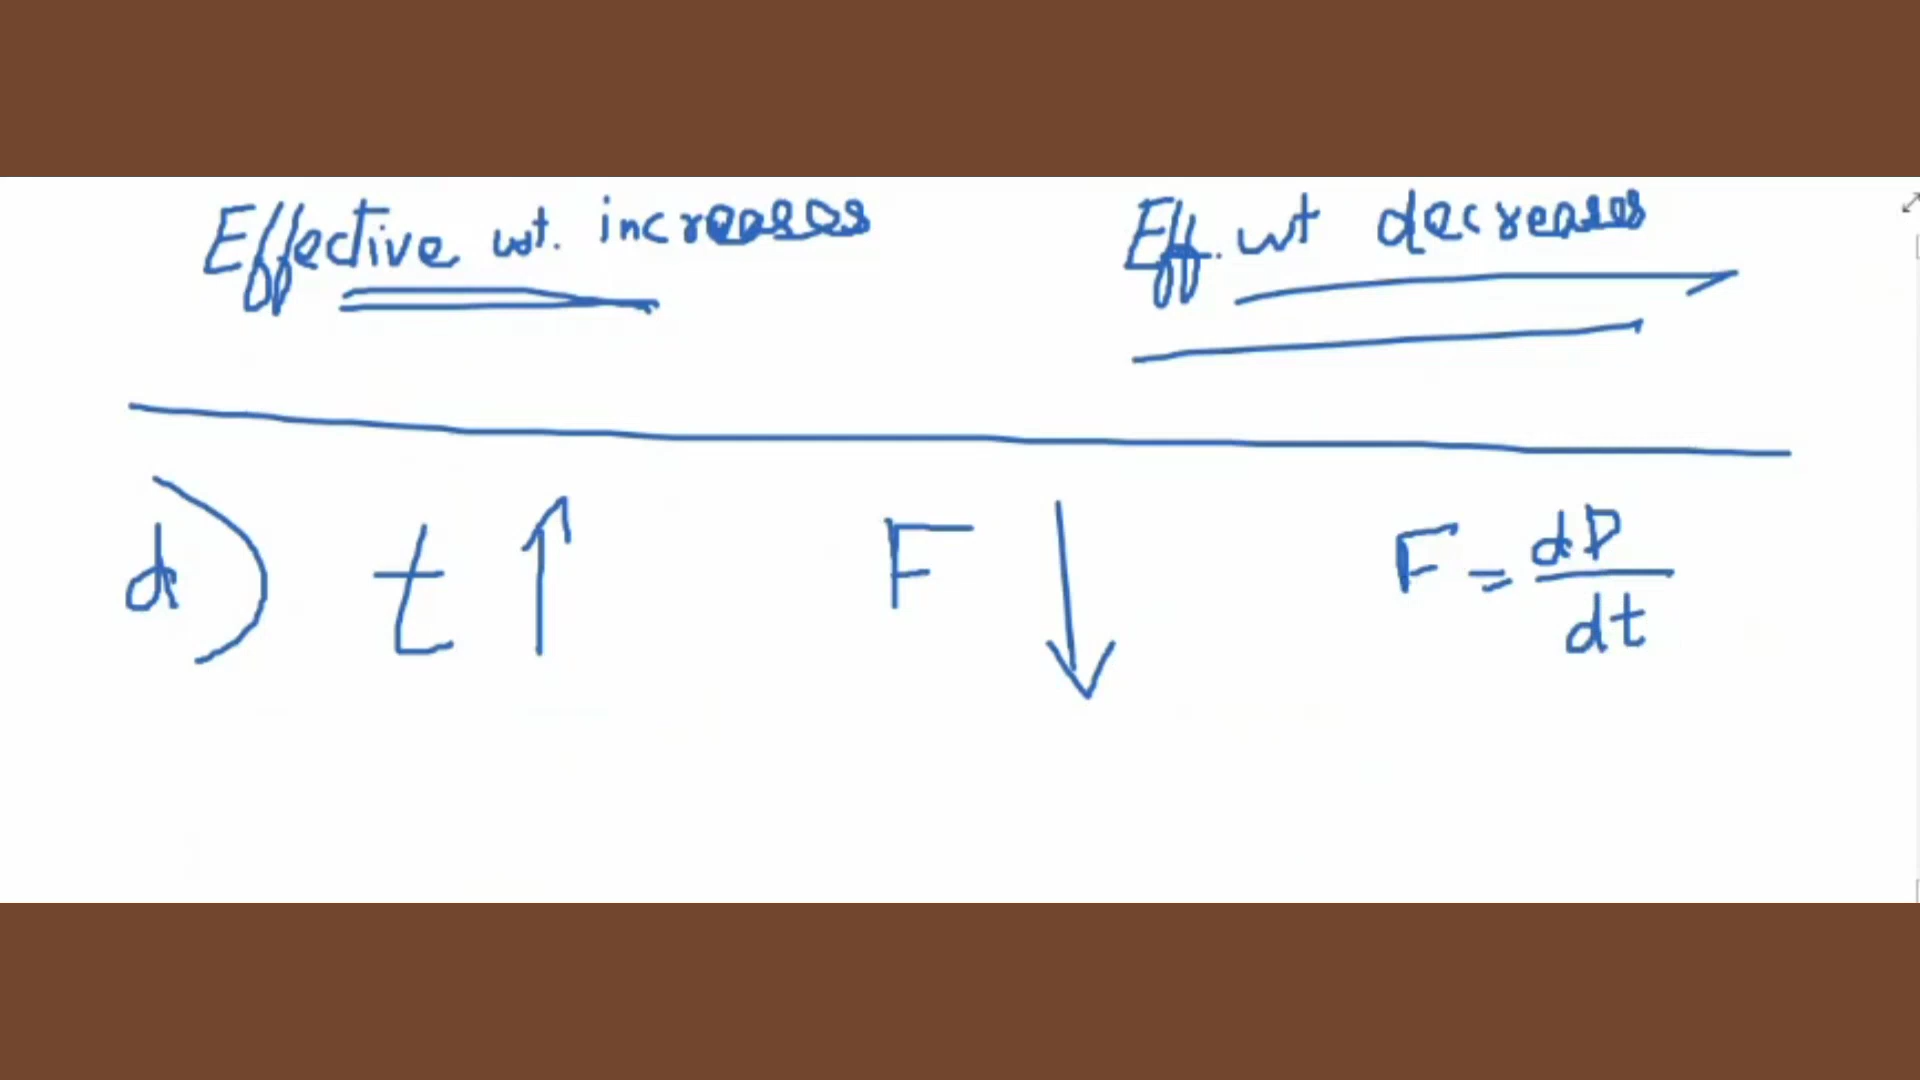 Effective wt. increases
Eff. wt decreases
d) t ↑ F ↓ F = dP/dt